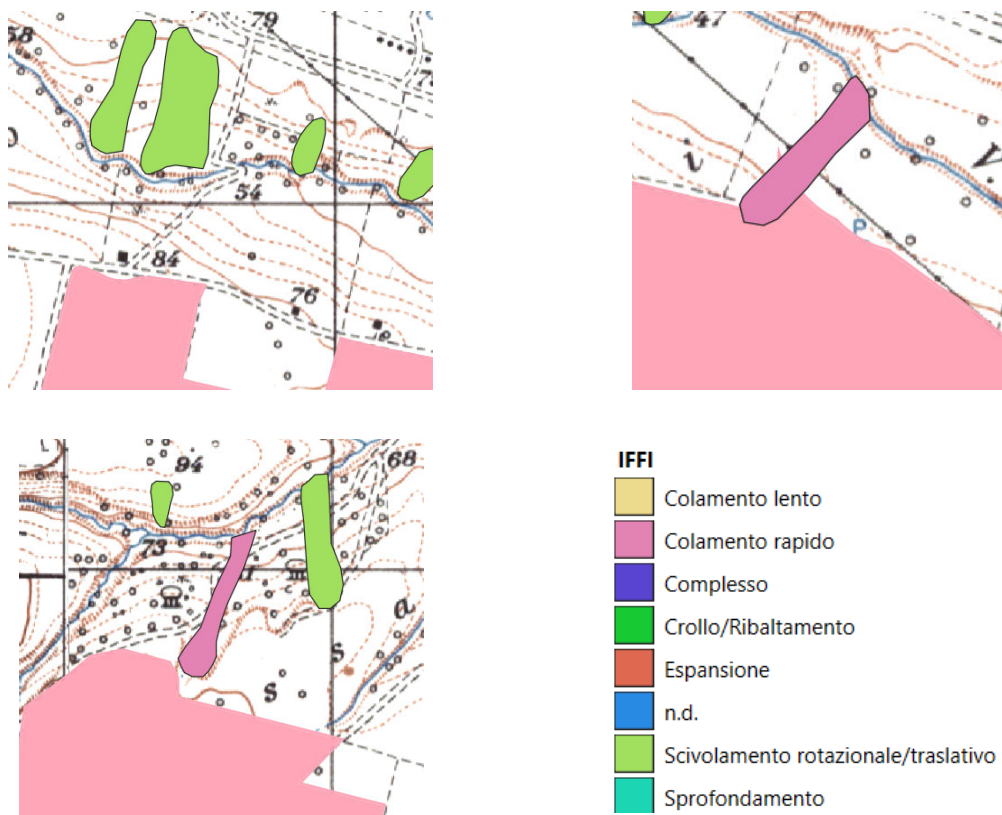 58
79
7
54
84
76
P
47
i
V
P
94
68
73
d
s
s
IFFI
Colamento lento
Colamento rapido
Complesso
Crollo/Ribaltamento
Espansione
n.d.
Scivolamento rotazionale/traslativo
Sprofondamento